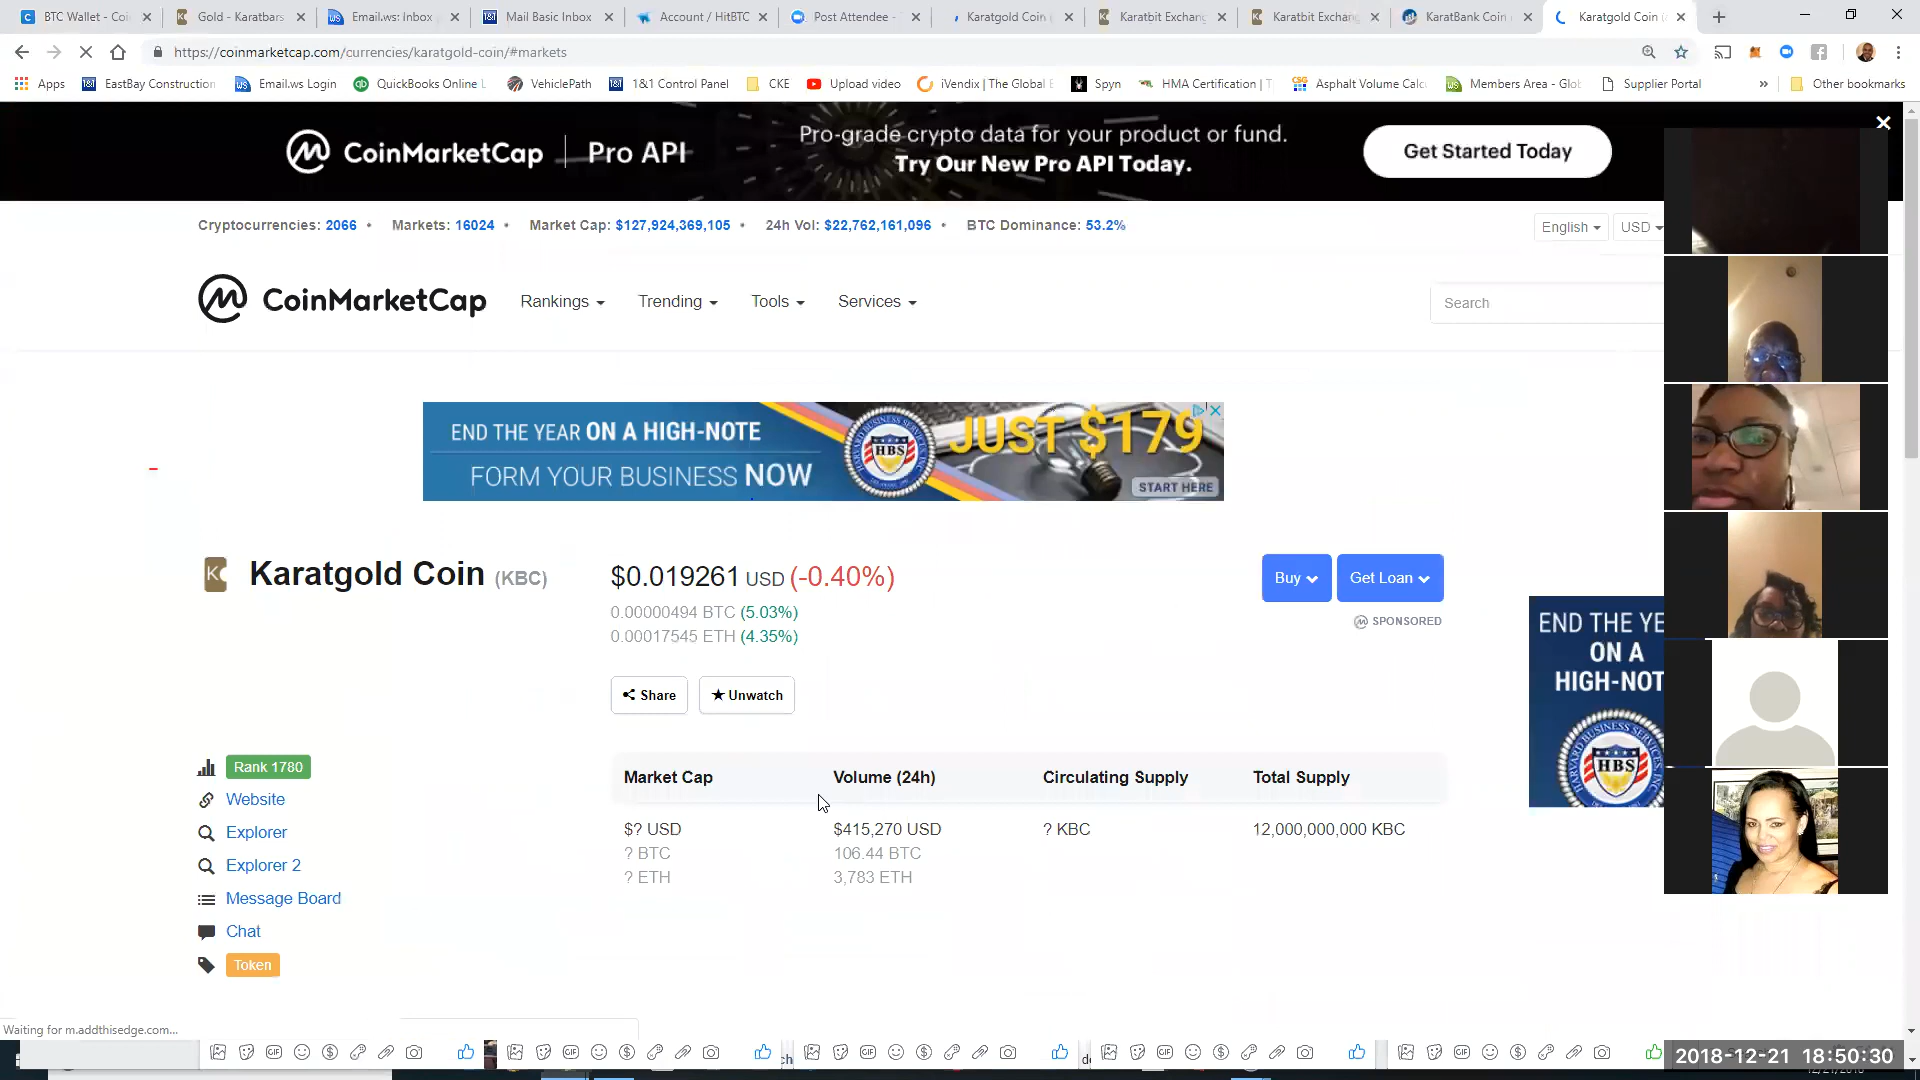 BTC Wallet - Coi
Gold - Karatbars
Email.ws: Inbox
Mail Basic Inbox
Account / HitBTC
Post Attendee -
Karatgold Coin
Karatbit Exchang
Karatbit Exchang
KaratBank Coin
Karatgold Coin (
https://coinmarketcap.com/currencies/karatgold-coin/#markets
Apps
EastBay Construction
Email.ws Login
QuickBooks Online L
VehiclePath
1&1 Control Panel
CKE
Upload video
iVendix | The Global E
Spyn
HMA Certification | T
Asphalt Volume Calcu
Members Area - Glob
Supplier Portal
» Other bookmarks
CoinMarketCap | Pro API
Pro-grade crypto data for your product or fund.
Try Our New Pro API Today.
Get Started Today
Cryptocurrencies: 2066 • Markets: 16024 • Market Cap: $127,924,369,105 • 24h Vol: $22,762,161,096 • BTC Dominance: 53.2%
English
USD
CoinMarketCap
Rankings
Trending
Tools
Services
Search
END THE YEAR ON A HIGH-NOTE
FORM YOUR BUSINESS NOW
HBS
JUST $179
START HERE
Karatgold Coin (KBC)
$0.019261 USD (-0.40%)
0.00000494 BTC (5.03%)
0.00017545 ETH (4.35%)
Buy
Get Loan
SPONSORED
Share
Unwatch
END THE YE
ON A
HIGH-NOT
HBS
Rank 1780
Website
Explorer
Explorer 2
Message Board
Chat
Token
Market Cap Volume (24h) Circulating Supply Total Supply
$? USD $415,270 USD ? KBC 12,000,000,000 KBC
? BTC 106.44 BTC
? ETH 3,783 ETH
Waiting for m.addthisedge.com...
2018-12-21 18:50:30